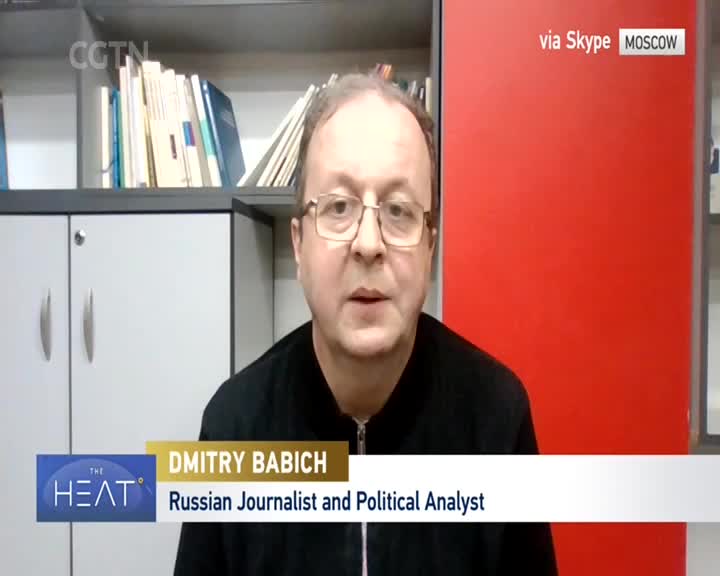 CGTN
via Skype MOSCOW
DMITRY BABICH
THE
HEAT
Russian Journalist and Political Analyst